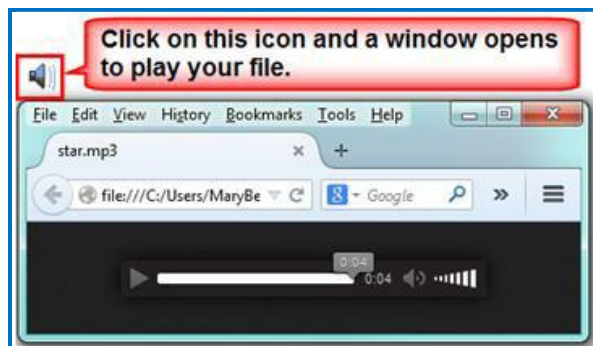 Click on this icon and a window opens
to play your file.
File Edit View History Bookmarks Tools Help
star.mp3
file:///C:/Users/MaryBe Google
0:04
0:04